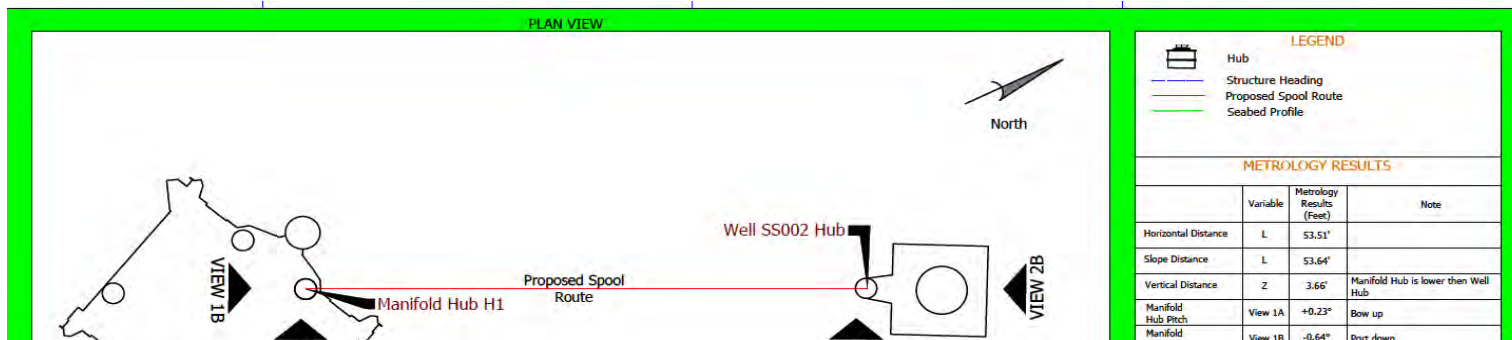 PLAN VIEW
North
Well SS002 Hub
VIEW 1B
Proposed Spool
Route
Manifold Hub H1
VIEW 2B
LEGEND
Hub
Structure Heading
Proposed Spool Route
Seabed Profile
METROLOGY RESULTS
Variable Metrology Results (Feet) Note
Horizontal Distance L 53.51'
Slope Distance L 53.64'
Vertical Distance Z 3.66' Manifold Hub is lower then Well Hub
Manifold Hub Pitch View 1A +0.23° Bow up
Manifold View 1B -0.64° Port down